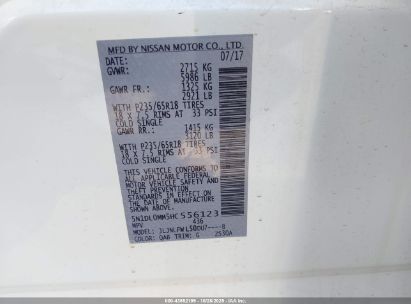 MFD BY NISSAN MOTOR CO., LTD.
DATE: 07/17
GVWR: 2715 KG
5986 LB
GAWR FR.: 1325 KG
2921 LB
WITH P235/65R18 TIRES
18 X 7.5 RIMS AT 33 PSI
COLD SINGLE
GAWR RR.: 1415 KG
3120 LB
WITH P235/65R18 TIRES
18 X 7.5 RIMS AT 33 PSI
COLD SINGLE
THIS VEHICLE CONFORMS TO ALL
APPLICABLE FEDERAL
MOTOR VEHICLE SAFETY AND
STANDARDS IN EFFECT ON THE
DATE OF MANUFACTURE SHOWN ABOVE.
5N1DL0MM5HC556123
MPV 436
MODEL:
COLOR: QAB TRIM: G 2530A